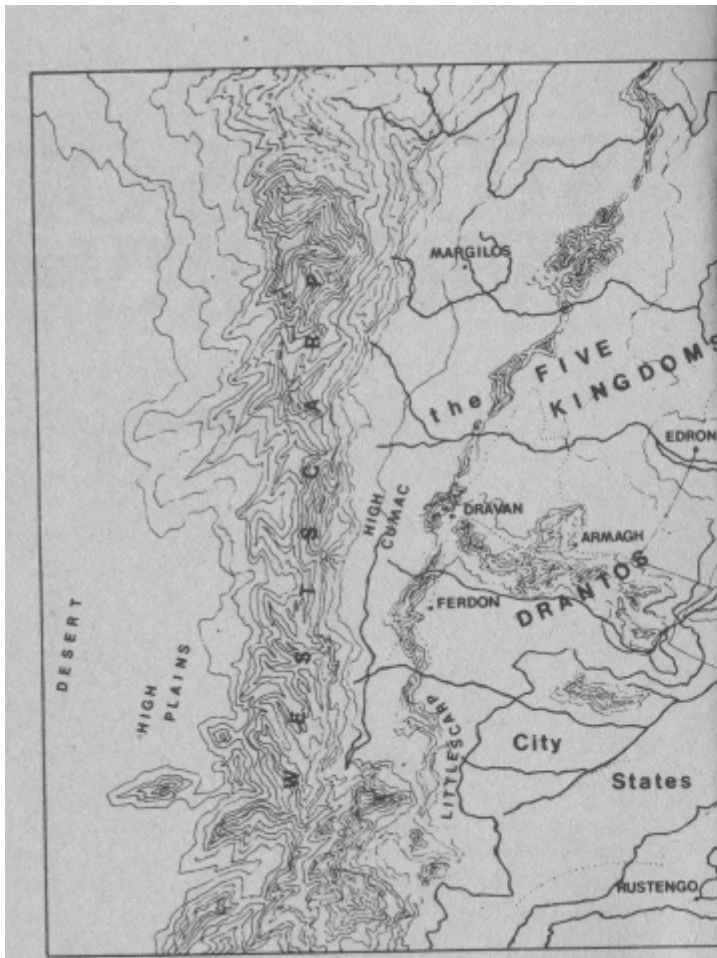 MARGILOS
the FIVE
KINGDOMS
EDRON
WESTSCARP
HIGH
CUMAC
DRAVAN
ARMAGH
DRANTOS
FERDON
DESERT
HIGH
PLAINS
LITTLESCARP
City
States
RUSTENGO